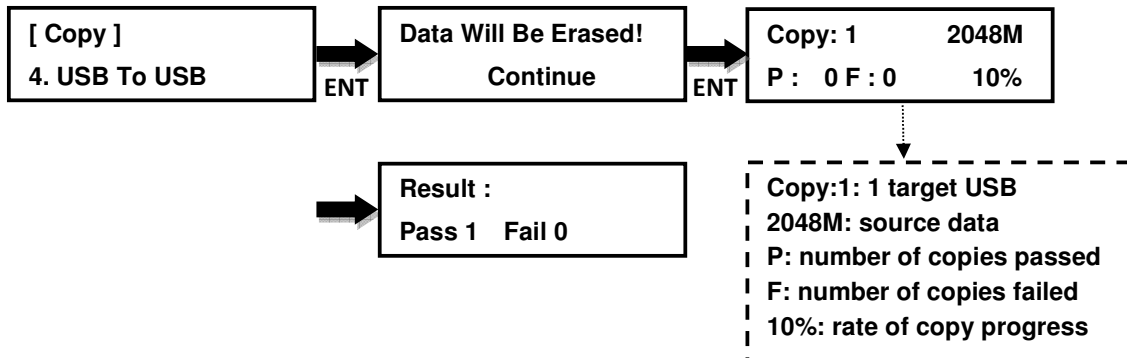 [ Copy ]
4. USB To USB
ENT
Data Will Be Erased!
Continue
ENT
Copy: 1 2048M
P : 0 F : 0 10%
Result :
Pass 1 Fail 0
Copy:1: 1 target USB
2048M: source data
P: number of copies passed
F: number of copies failed
10%: rate of copy progress